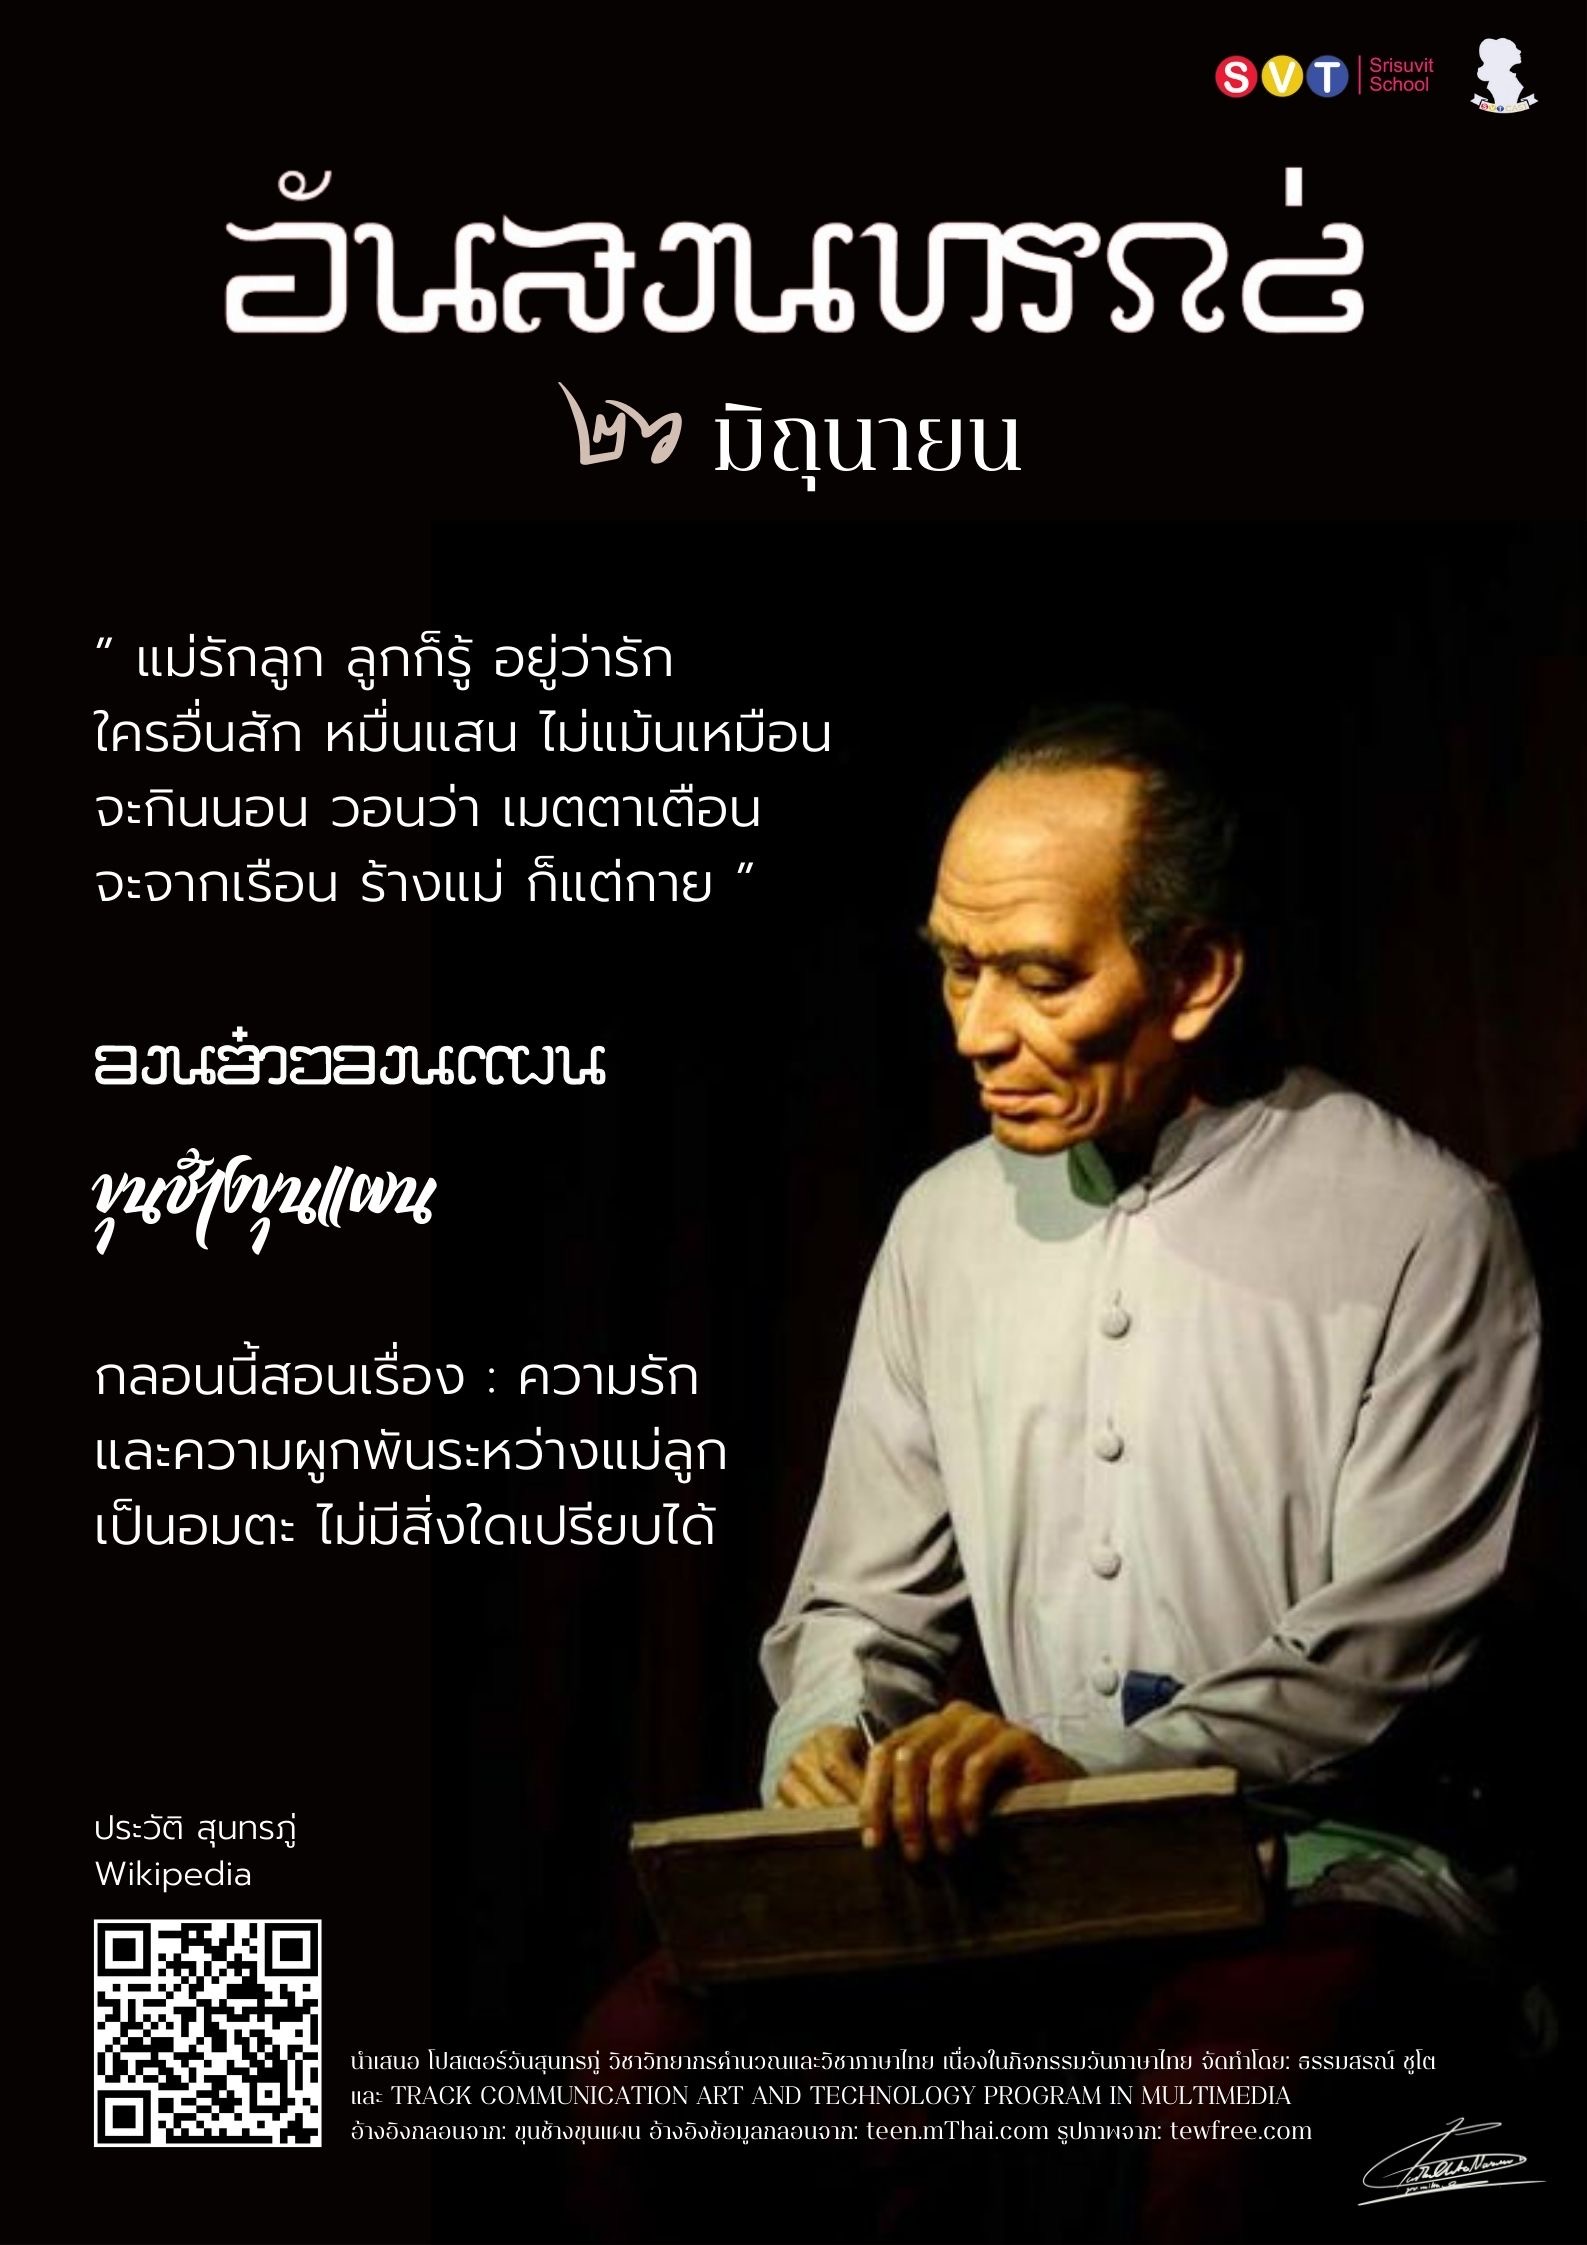 SVT Srisuvit School
วันสุนทรภู่
๒๖ มิถุนายน
“ แม่รักลูก ลูกก็รู้ อยู่ว่ารัก
ใครอื่นสัก หมื่นแสน ไม่แม้นเหมือน
จะกินนอน วอนว่า เมตตาเตือน
จะจากเรือน ร้างแม่ ก็แต่กาย ”
ขุนช้างขุนแผน
ขุนช้างขุนแผน
กลอนนี้สอนเรื่อง : ความรัก
และความผูกพันระหว่างแม่ลูก
เป็นอมตะ ไม่มีสิ่งใดเปรียบได้
ประวัติ สุนทรภู่
Wikipedia
นำเสนอ โปสเตอร์วันสุนทรภู่ วิชาวิทยาการคำนวณและวิชาภาษาไทย เนื่องในกิจกรรมวันภาษาไทย จัดทำโดย: ธรรมสรณ์ ชูโต
และ TRACK COMMUNICATION ART AND TECHNOLOGY PROGRAM IN MULTIMEDIA
อ้างอิงกลอนจาก: ขุนช้างขุนแผน อ้างอิงข้อมูลกลอนจาก: teen.mThai.com รูปภาพจาก: tewfree.com